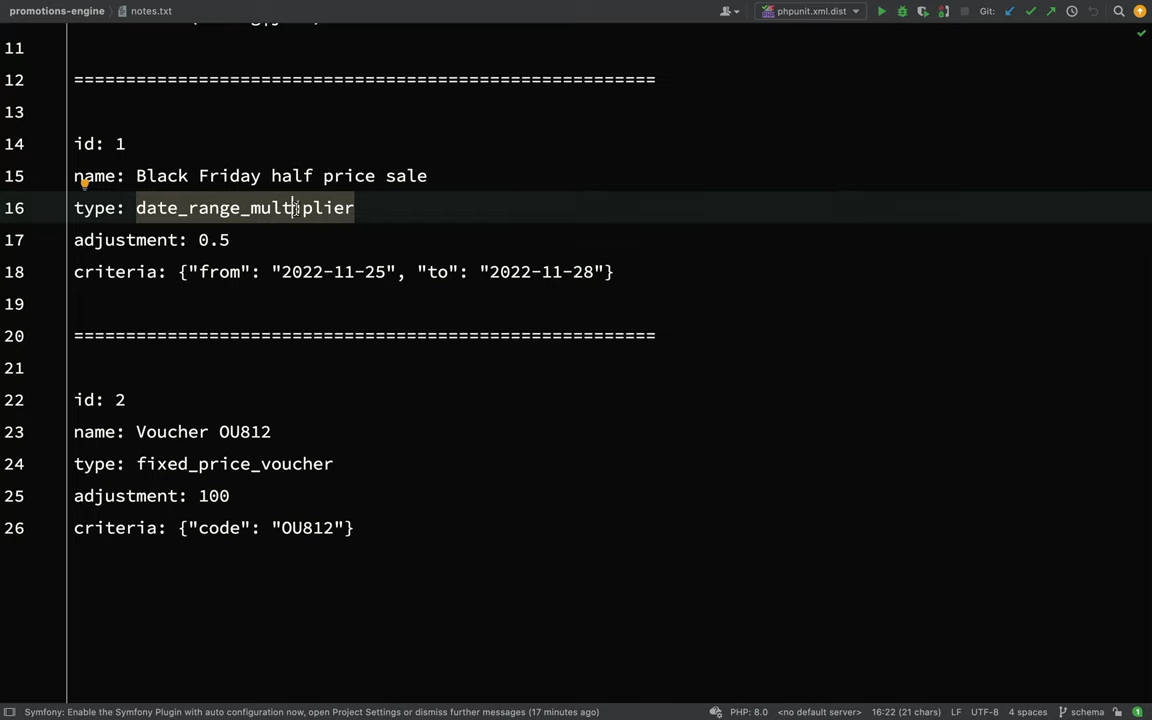 promotions-engine
notes.txt
phpunit.xml.dist
Git:
11
12 ========================================================
13
14 id: 1
15 name: Black Friday half price sale
16 type: date_range_multiplier
17 adjustment: 0.5
18 criteria: {"from": "2022-11-25", "to": "2022-11-28"}
19
20 ========================================================
21
22 id: 2
23 name: Voucher OU812
24 type: fixed_price_voucher
25 adjustment: 100
26 criteria: {"code": "OU812"}
Symfony: Enable the Symfony Plugin with auto configuration now, open Project Settings or dismiss further messages (17 minutes ago)
PHP: 8.0
<no default server>
16:22 (21 chars)
LF
UTF-8
4 spaces
schema
1